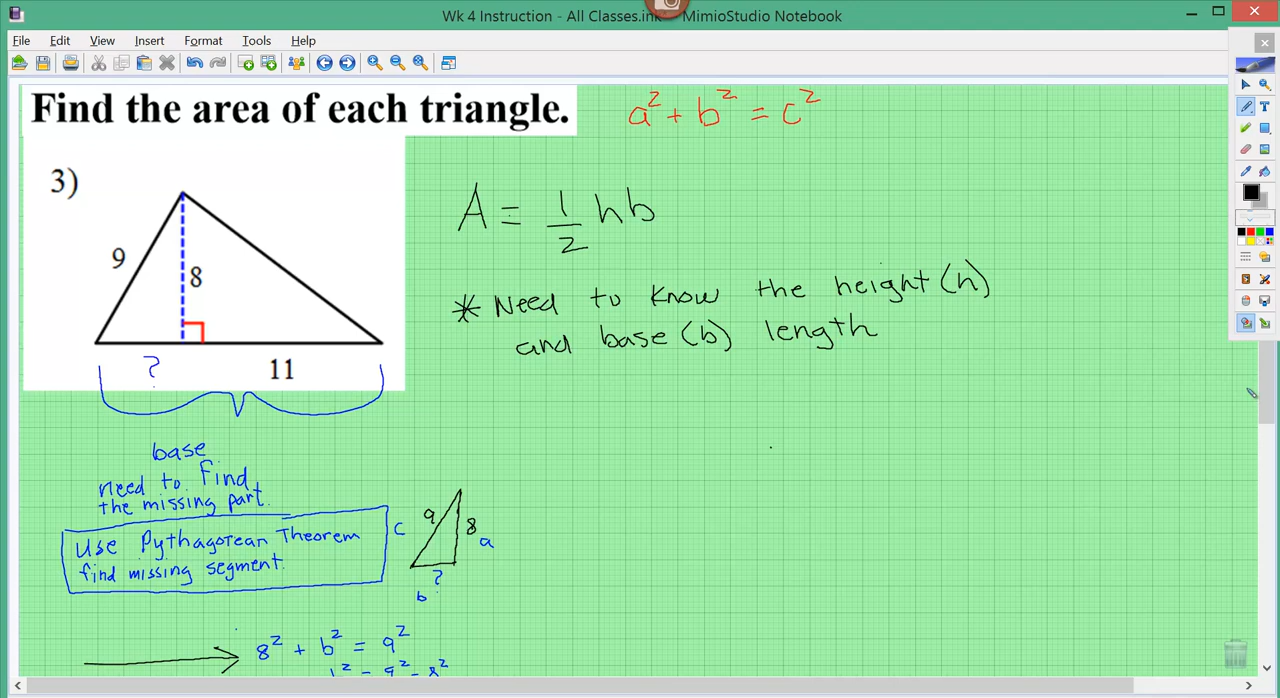 Wk 4 Instruction - All Classes.ink - MimioStudio Notebook
File Edit View Insert Format Tools Help
Find the area of each triangle.
a² + b² = c²
3)
A = 1/2 hb
9
8
* Need to know the height (h)
and base (b) length
?
11
base
need to find
the missing part.
Use Pythagorean Theorem
find missing segment.
9
8
c
a
?
b
8² + b² = 9²
b² = 9² - 8²